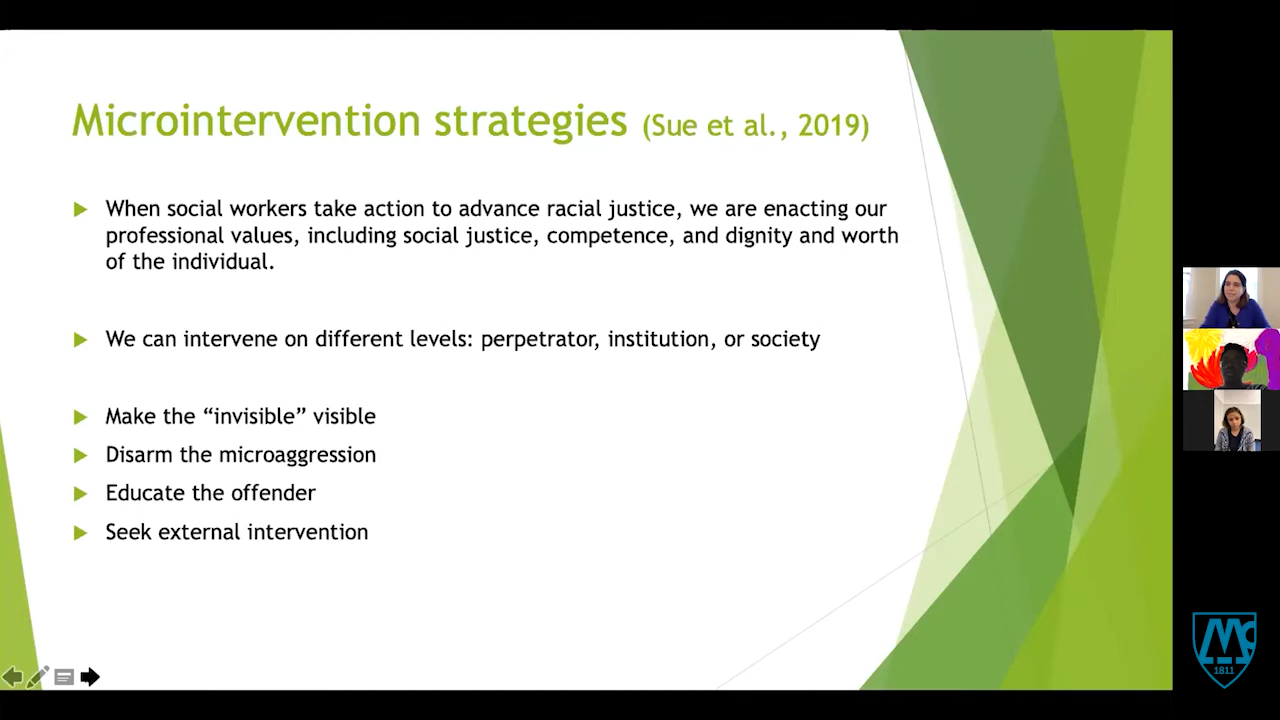 Microintervention strategies (Sue et al., 2019)
When social workers take action to advance racial justice, we are enacting our
professional values, including social justice, competence, and dignity and worth
of the individual.
We can intervene on different levels: perpetrator, institution, or society
Make the “invisible” visible
Disarm the microaggression
Educate the offender
Seek external intervention
1811